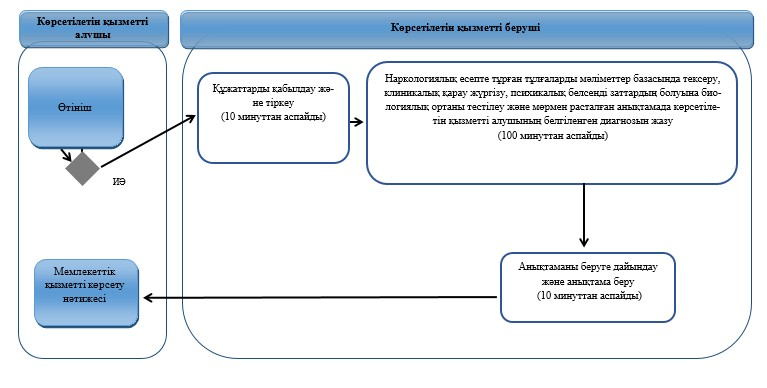 Көрсетілетін қызметті
алушы
Көрсетілетін қызметті беруші
Өтініш
ИӘ
Құжаттарды қабылдау жә-
не тіркеу
(10 минуттан аспайды)
Наркологиялық есепте тұрған тұлғаларды мәліметтер базасында тексеру,
клиникалық қарау жүргізу, психикалық белсенді заттардың болуына био-
логиялық ортаны тестілеу және мөрмен расталған анықтамада көрсетіле-
тін қызметті алушының белгіленген диагнозын жазу
(100 минуттан аспайды)
Анықтаманы беруге дайындау
және анықтама беру
(10 минуттан аспайды)
Мемлекеттік
қызметті көрсету
нәтижесі